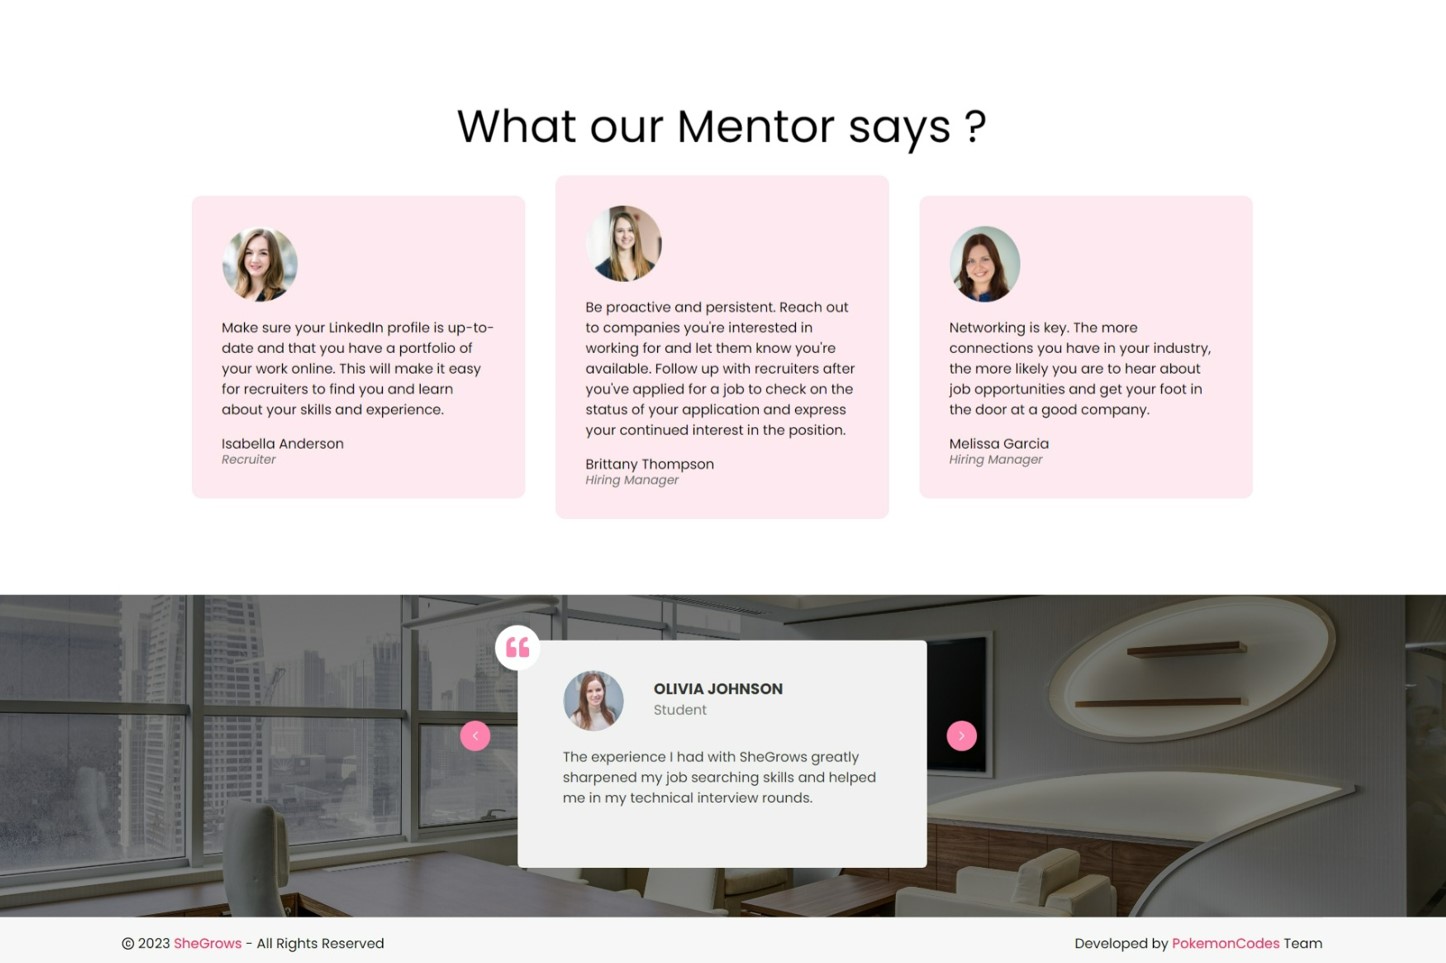 What our Mentor says ?
Make sure your LinkedIn profile is up-to-
date and that you have a portfolio of
your work online. This will make it easy
for recruiters to find you and learn
about your skills and experience.
Isabella Anderson
Recruiter
Be proactive and persistent. Reach out
to companies you're interested in
working for and let them know you're
available. Follow up with recruiters after
you've applied for a job to check on the
status of your application and express
your continued interest in the position.
Brittany Thompson
Hiring Manager
Networking is key. The more
connections you have in your industry,
the more likely you are to hear about
job opportunities and get your foot in
the door at a good company.
Melissa Garcia
Hiring Manager
OLIVIA JOHNSON
Student
The experience I had with SheGrows greatly
sharpened my job searching skills and helped
me in my technical interview rounds.
© 2023 SheGrows - All Rights Reserved
Developed by PokemonCodes Team